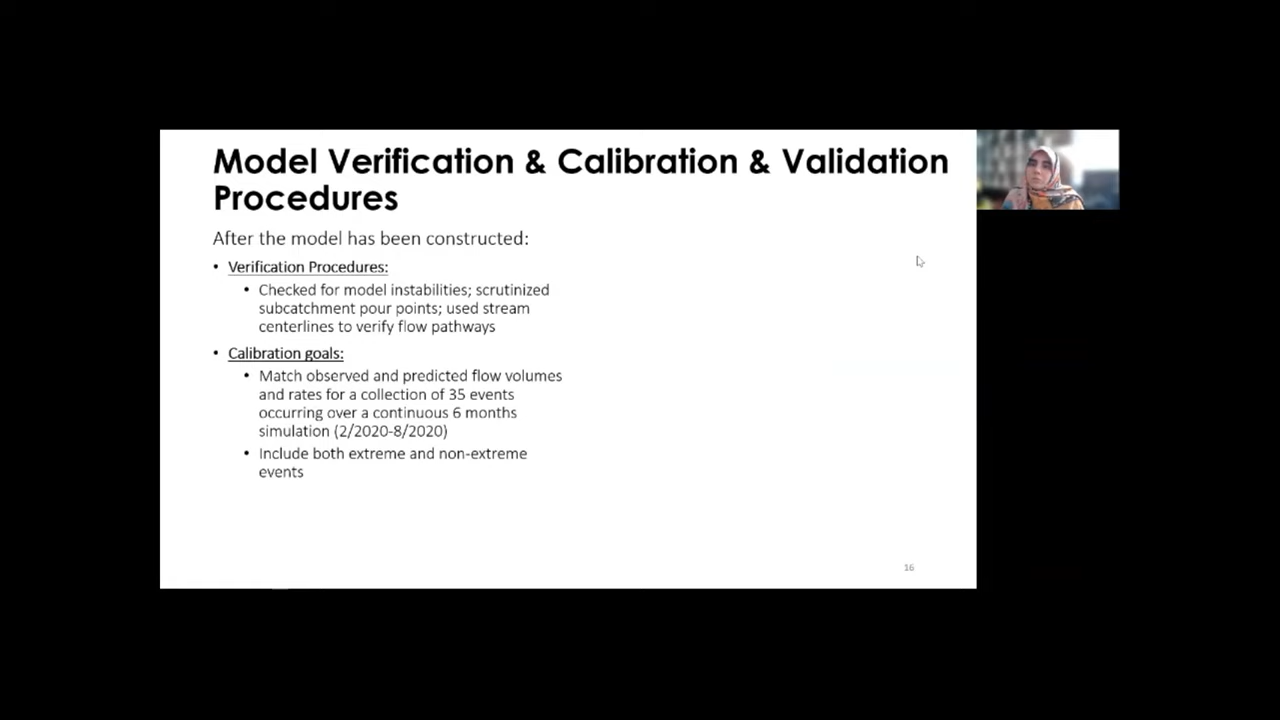 Model Verification & Calibration & Validation
Procedures
After the model has been constructed:
• Verification Procedures:
• Checked for model instabilities; scrutinized
subcatchment pour points; used stream
centerlines to verify flow pathways
• Calibration goals:
• Match observed and predicted flow volumes
and rates for a collection of 35 events
occurring over a continuous 6 months
simulation (2/2020-8/2020)
• Include both extreme and non-extreme
events
16